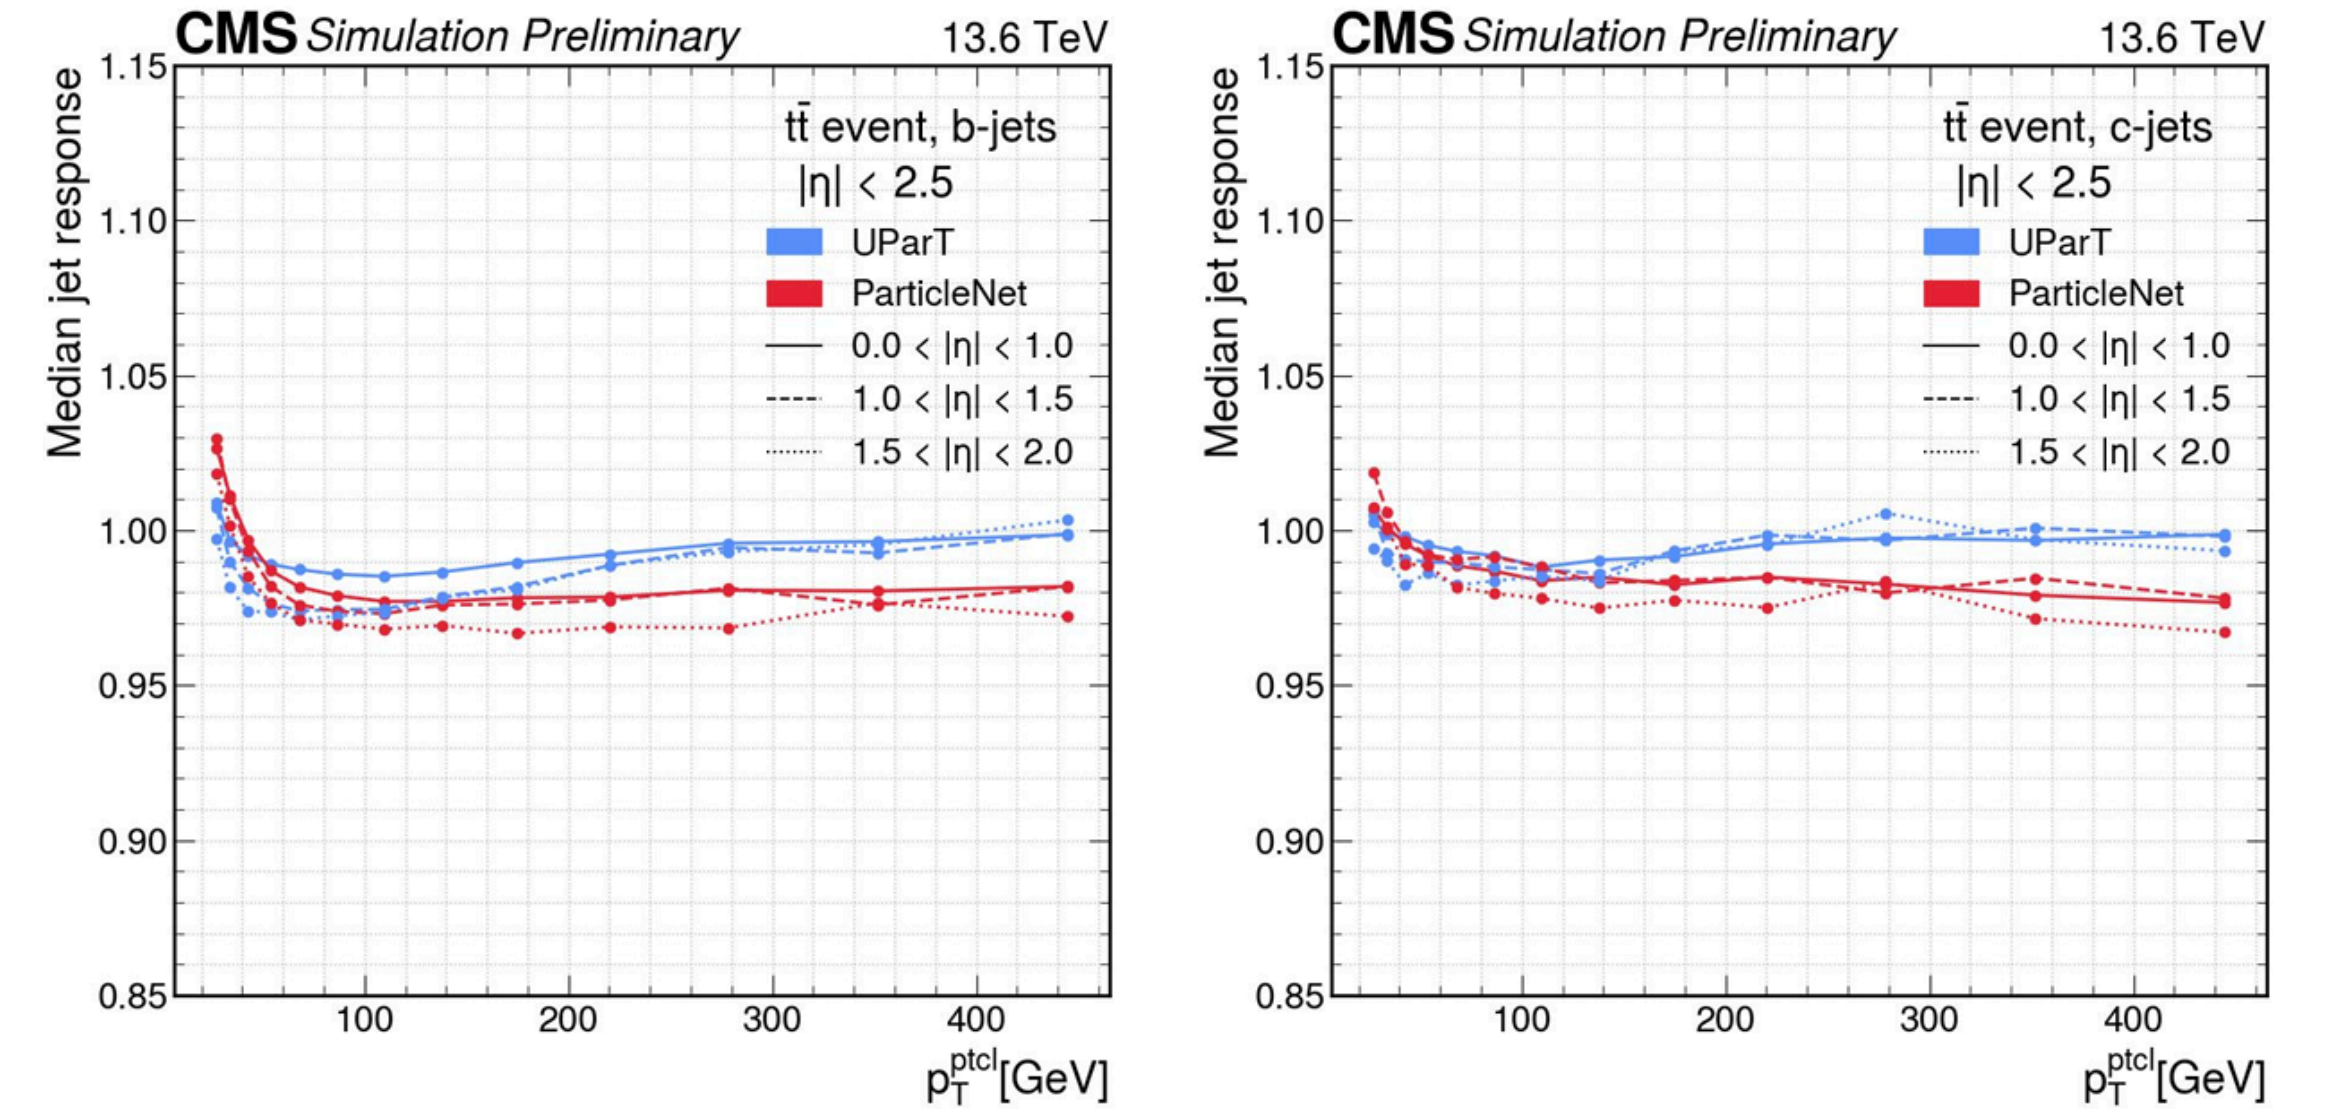 CMS Simulation Preliminary 13.6 TeV
Median jet response
1.15
1.10
1.05
1.00
0.95
0.90
0.85
tt̄ event, b-jets
|η| < 2.5
UParT
ParticleNet
0.0 < |η| < 1.0
1.0 < |η| < 1.5
1.5 < |η| < 2.0
100 200 300 400
p_T^ptcl[GeV]
CMS Simulation Preliminary 13.6 TeV
Median jet response
1.15
1.10
1.05
1.00
0.95
0.90
0.85
tt̄ event, c-jets
|η| < 2.5
UParT
ParticleNet
0.0 < |η| < 1.0
1.0 < |η| < 1.5
1.5 < |η| < 2.0
100 200 300 400
p_T^ptcl[GeV]